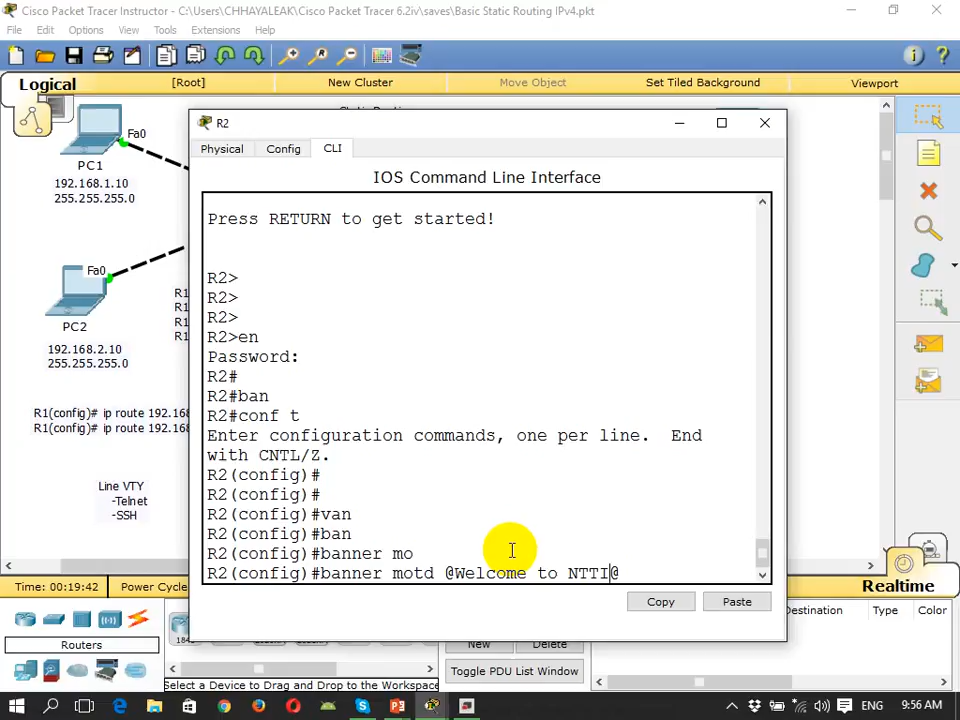 Cisco Packet Tracer Instructor - C:\Users\CHHAYALEAK\Cisco Packet Tracer 6.2iv\saves\Basic Static Routing IPv4.pkt
File Edit Options View Tools Extensions Help
Logical [Root] New Cluster Move Object Set Tiled Background Viewport
Fa0
PC1
192.168.1.10
255.255.255.0
Fa0
PC2
192.168.2.10
255.255.255.0
R1
R1
R1
R1
R1(config)# ip route 192.168
R1(config)# ip route 192.168
Line VTY
-Telnet
-SSH
R2
Physical Config CLI
IOS Command Line Interface
Press RETURN to get started!
R2>
R2>
R2>
R2>en
Password:
R2#
R2#ban
R2#conf t
Enter configuration commands, one per line.  End
with CNTL/Z.
R2(config)#
R2(config)#
R2(config)#van
R2(config)#ban
R2(config)#banner mo
R2(config)#banner motd @Welcome to NTTI@
Copy Paste
Time: 00:19:42
Realtime
Routers
New Delete
Toggle PDU List Window
Destination Type Color
Select a Device to Drag and Drop to the Workspace
ENG 9:56 AM